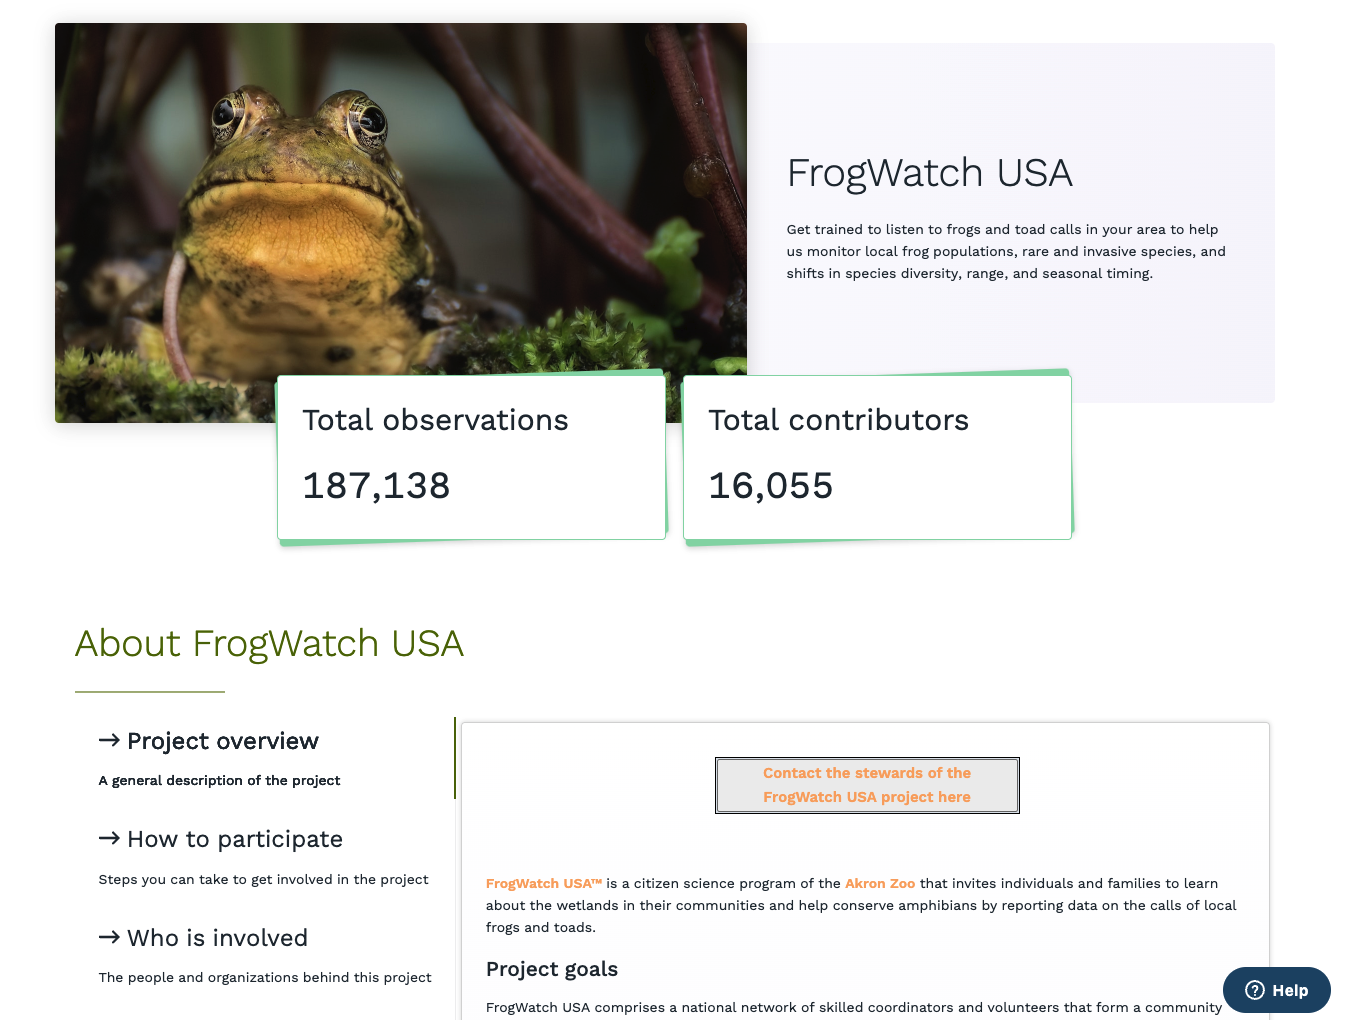 FrogWatch USA
Get trained to listen to frogs and toad calls in your area to help
us monitor local frog populations, rare and invasive species, and
shifts in species diversity, range, and seasonal timing.
Total observations
187,138
Total contributors
16,055
About FrogWatch USA
→ Project overview
A general description of the project
→ How to participate
Steps you can take to get involved in the project
→ Who is involved
The people and organizations behind this project
Contact the stewards of the
FrogWatch USA project here
FrogWatch USA™ is a citizen science program of the Akron Zoo that invites individuals and families to learn
about the wetlands in their communities and help conserve amphibians by reporting data on the calls of local
frogs and toads.
Project goals
FrogWatch USA comprises a national network of skilled coordinators and volunteers that form a community
Help